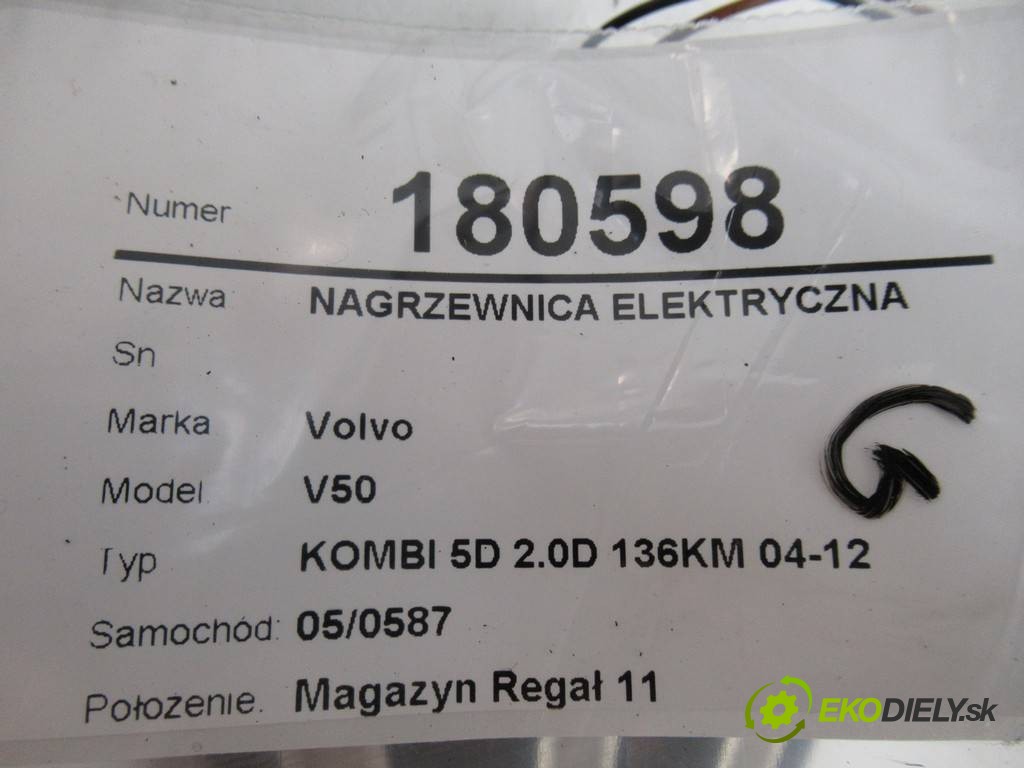 Numer 180598
Nazwa NAGRZEWNICA ELEKTRYCZNA
Sn
Marka Volvo
Model V50
Typ KOMBI 5D 2.0D 136KM 04-12
Samochód: 05/0587
Położenie. Magazyn Regał 11
G
EKODIELY.sk